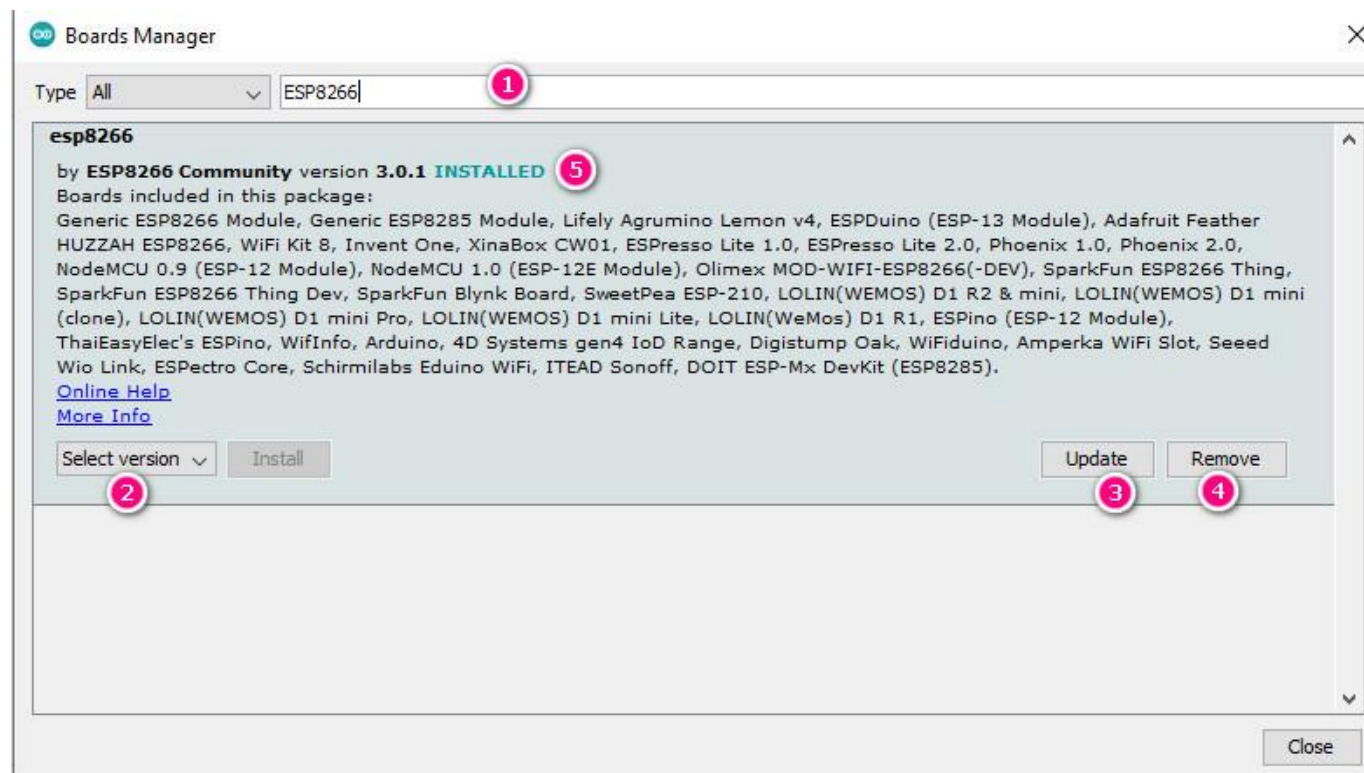 Boards Manager
Type All ESP8266 1
esp8266
by ESP8266 Community version 3.0.1 INSTALLED 5
Boards included in this package:
Generic ESP8266 Module, Generic ESP8285 Module, Lifely Agrumino Lemon v4, ESPDuino (ESP-13 Module), Adafruit Feather
HUZZAH ESP8266, WiFi Kit 8, Invent One, XinaBox CW01, ESPresso Lite 1.0, ESPresso Lite 2.0, Phoenix 1.0, Phoenix 2.0,
NodeMCU 0.9 (ESP-12 Module), NodeMCU 1.0 (ESP-12E Module), Olimex MOD-WIFI-ESP8266(-DEV), SparkFun ESP8266 Thing,
SparkFun ESP8266 Thing Dev, SparkFun Blynk Board, SweetPea ESP-210, LOLIN(WEMOS) D1 R2 & mini, LOLIN(WEMOS) D1 mini
(clone), LOLIN(WEMOS) D1 mini Pro, LOLIN(WEMOS) D1 mini Lite, LOLIN(WeMos) D1 R1, ESPino (ESP-12 Module),
ThaiEasyElec's ESPino, WifInfo, Arduino, 4D Systems gen4 IoD Range, Digistump Oak, WiFiduino, Amperka WiFi Slot, Seeed
Wio Link, ESPectro Core, Schirmilabs Eduino WiFi, ITEAD Sonoff, DOIT ESP-Mx DevKit (ESP8285).
Online Help
More Info
Select version Install Update Remove
2 3 4
Close